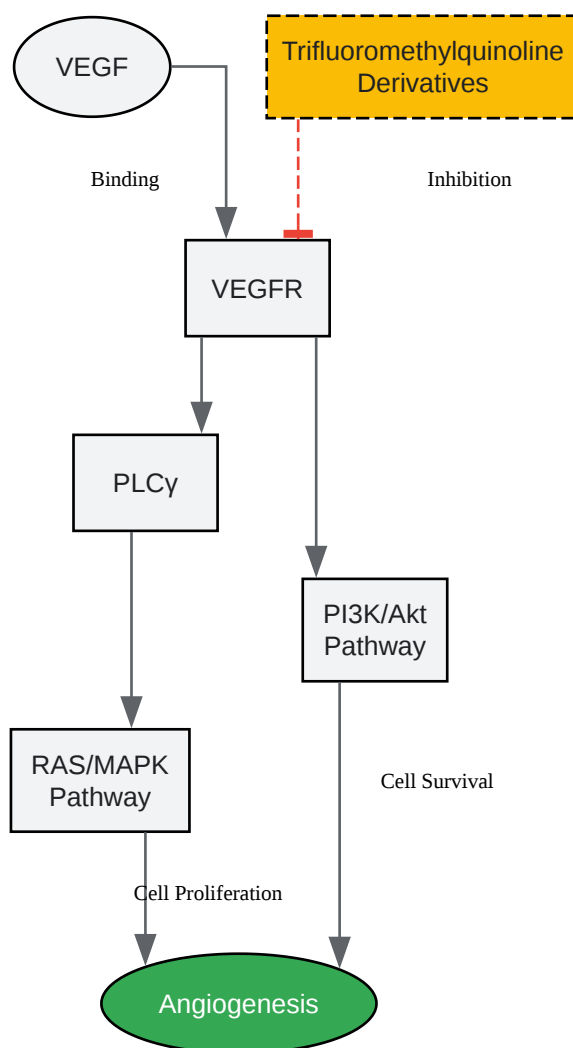 VEGF
Trifluoromethylquinoline
Derivatives
Binding
Inhibition
VEGFR
PLCγ
PI3K/Akt
Pathway
RAS/MAPK
Pathway
Cell Survival
Cell Proliferation
Angiogenesis